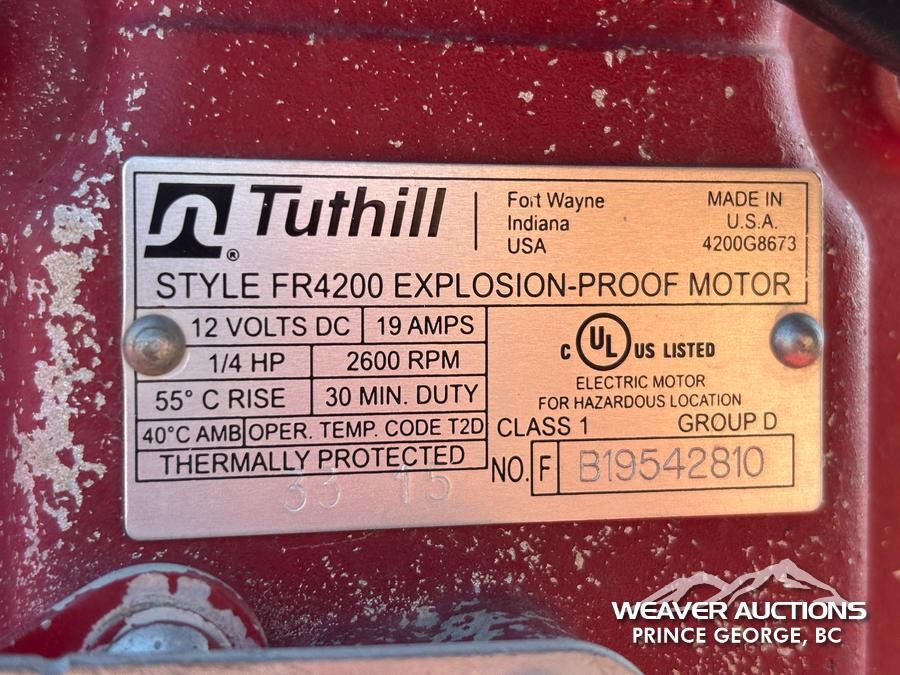 Tuthill
®
Fort Wayne
Indiana
USA
MADE IN
U.S.A.
4200G8673
STYLE FR4200 EXPLOSION-PROOF MOTOR
12 VOLTS DC 19 AMPS
1/4 HP 2600 RPM
55° C RISE 30 MIN. DUTY
40°C AMB OPER. TEMP. CODE T2D
THERMALLY PROTECTED
33 15
C UL US LISTED
ELECTRIC MOTOR
FOR HAZARDOUS LOCATION
CLASS 1 GROUP D
NO. F B19542810
WEAVER AUCTIONS
PRINCE GEORGE, BC